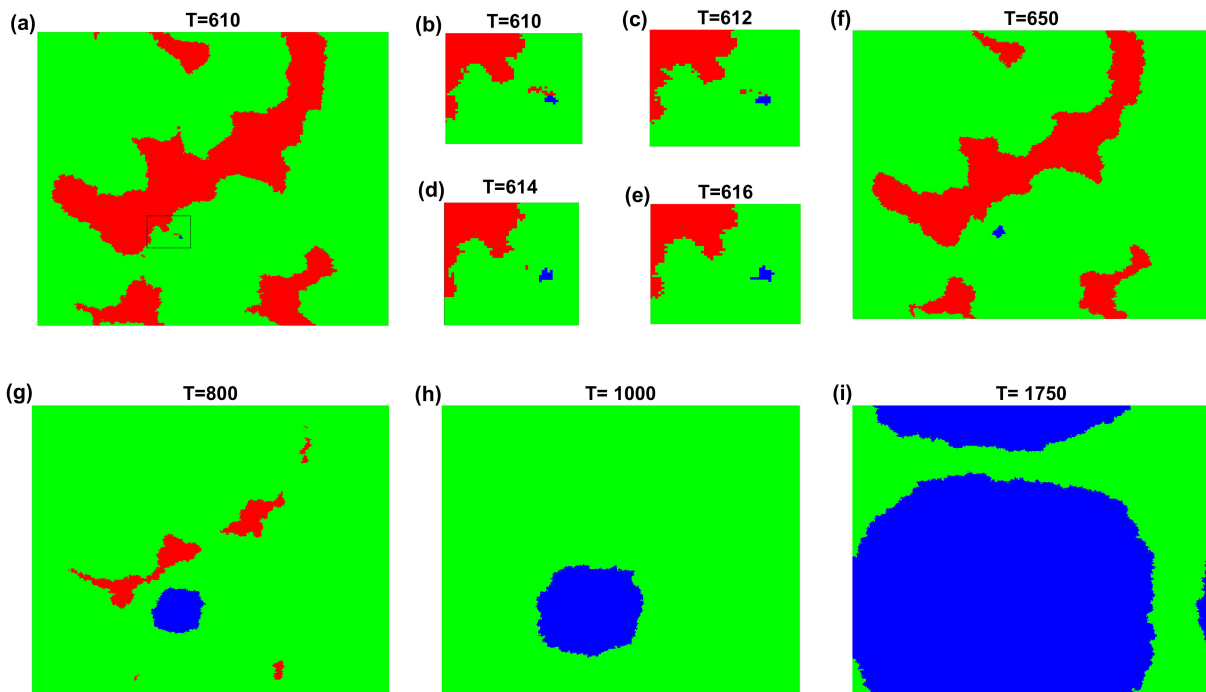 (a) T=610
(b) T=610
(c) T=612
(f) T=650
(d) T=614
(e) T=616
(g) T=800
(h) T= 1000
(i) T= 1750